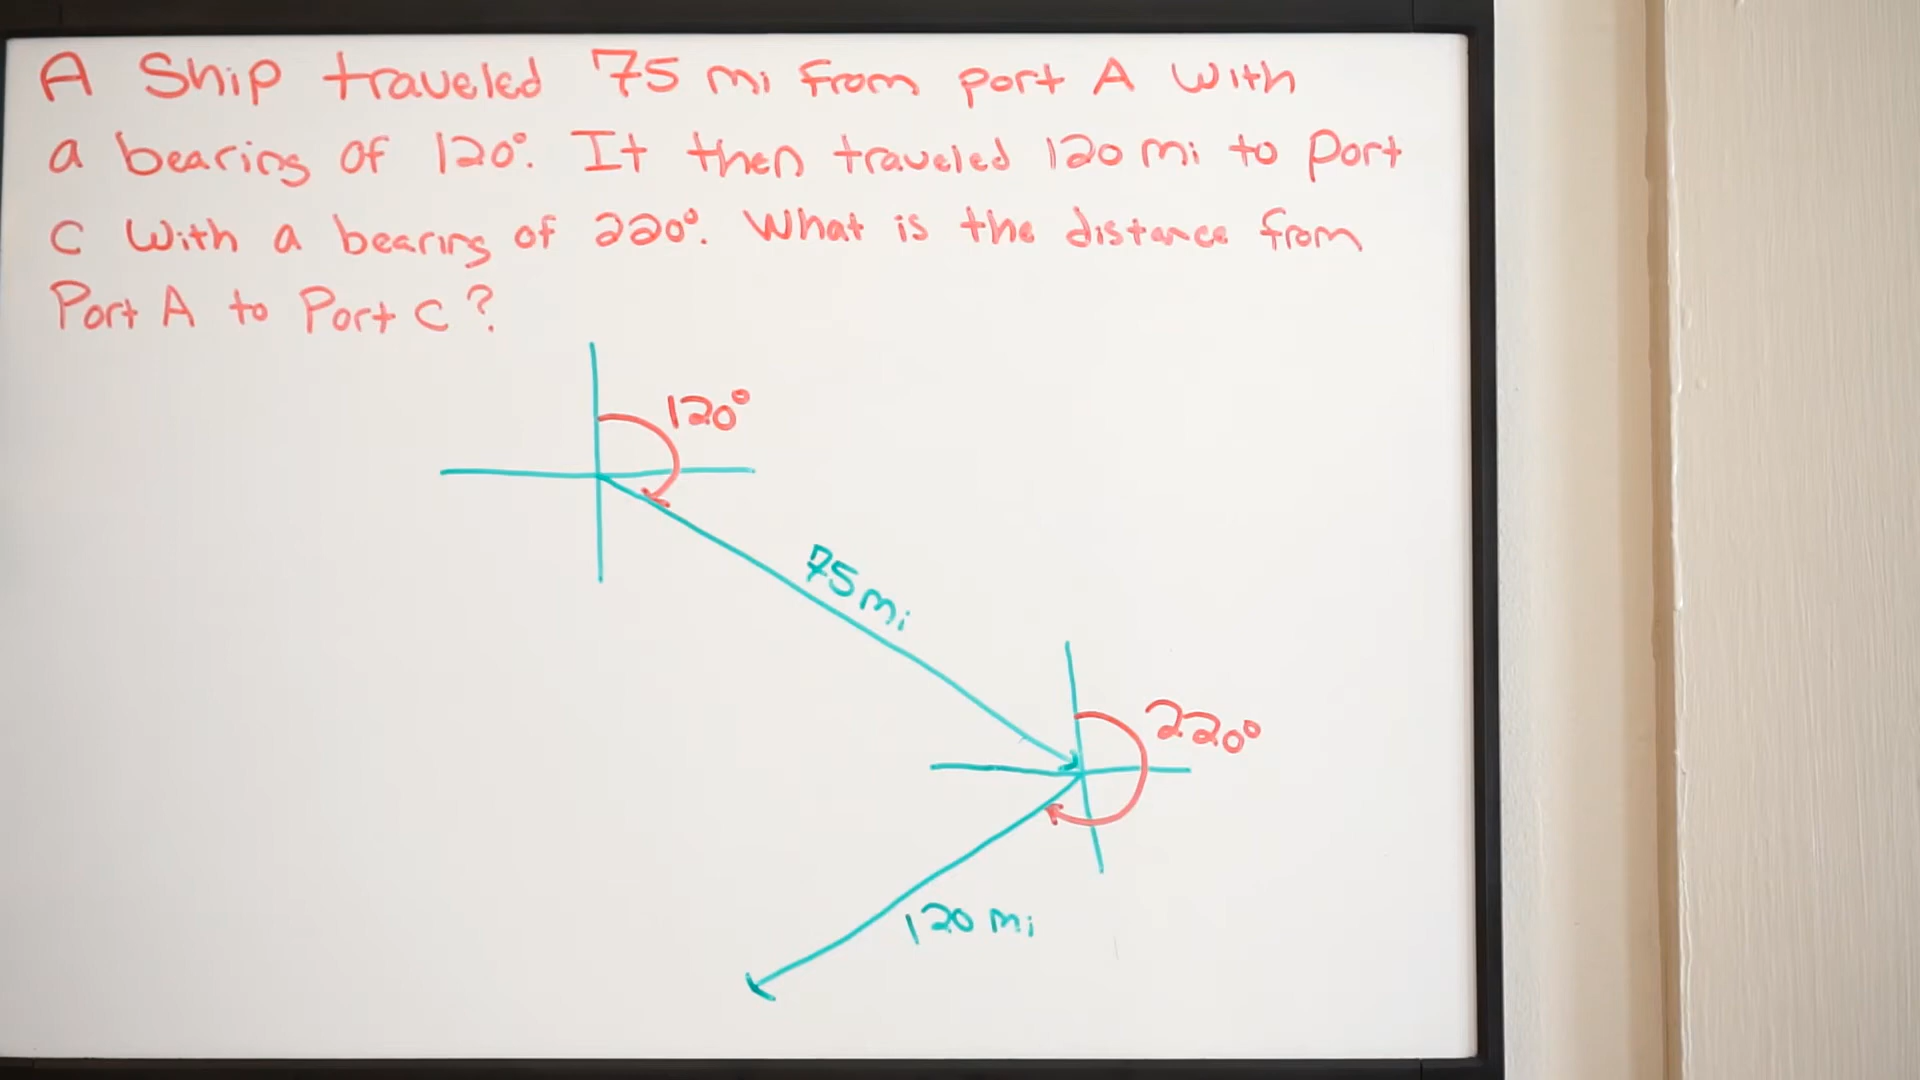 A Ship traveled 75 mi from port A with
a bearing of 120°. It then traveled 120 mi to Port
C with a bearing of 220°. What is the distance from
Port A to Port C?
120°
75 mi
220°
120 mi